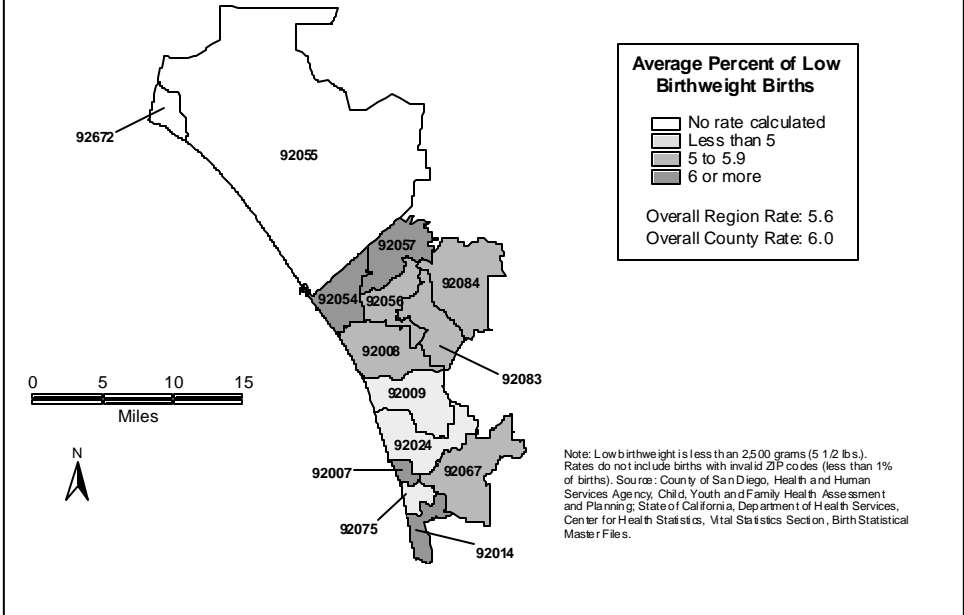 Average Percent of Low
Birthweight Births
No rate calculated
Less than 5
5 to 5.9
6 or more
Overall Region Rate: 5.6
Overall County Rate: 6.0
92672
92055
92057
92084
92054
92056
92008
92083
92009
92024
92007
92067
92075
92014
0 5 10 15
Miles
N
Note: Low birthweight is less than 2,500 grams (5 1/2 lbs.).
Rates do not include births with invalid ZIP codes (less than 1%
of births). Source: County of San Diego, Health and Human
Services Agency, Child, Youth and Family Health Assessment
and Planning; State of California, Department of Health Services,
Center for Health Statistics, Vital Statistics Section, Birth Statistical
Master Files.